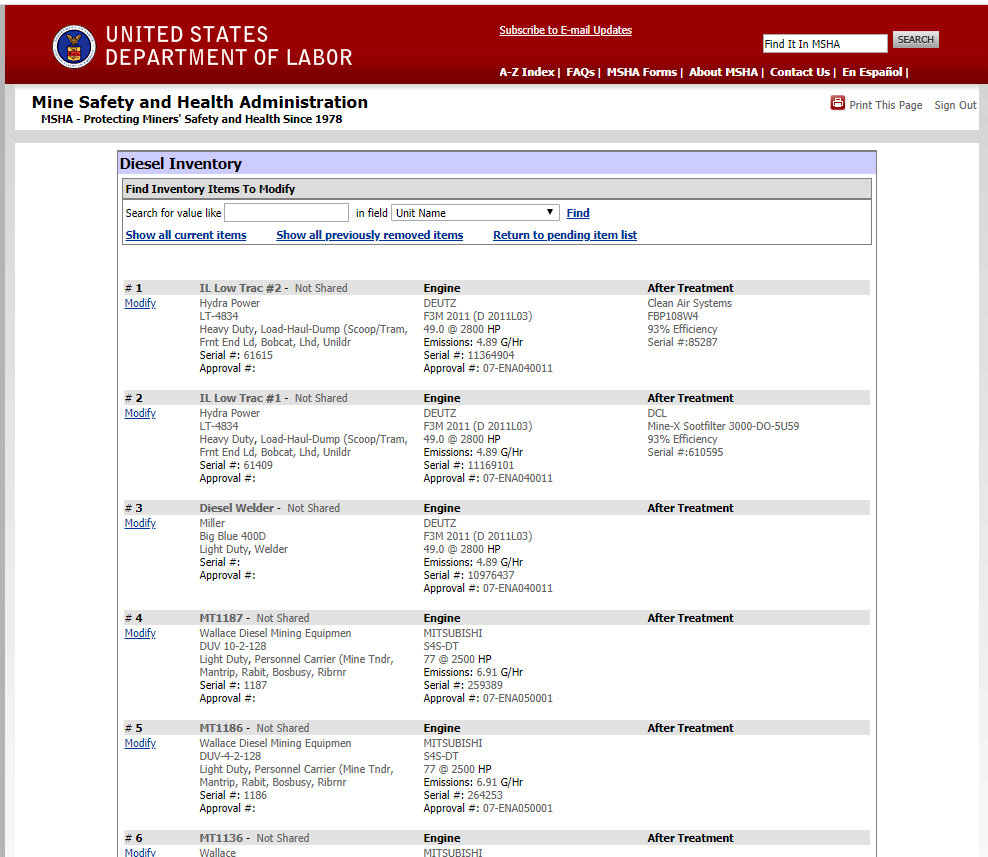 UNITED STATES
DEPARTMENT OF LABOR
Subscribe to E-mail Updates
Find It In MSHA SEARCH
A-Z Index | FAQs | MSHA Forms | About MSHA | Contact Us | En Español |
Mine Safety and Health Administration
MSHA - Protecting Miners' Safety and Health Since 1978
Print This Page Sign Out
Diesel Inventory
Find Inventory Items To Modify
Search for value like in field Unit Name Find
Show all current items Show all previously removed items Return to pending item list
# 1 IL Low Trac #2 - Not Shared Engine After Treatment
Modify Hydra Power DEUTZ Clean Air Systems
LT-4834 F3M 2011 (D 2011L03) FBP108W4
Heavy Duty, Load-Haul-Dump (Scoop/Tram, 49.0 @ 2800 HP 93% Efficiency
Frnt End Ld, Bobcat, Lhd, Unildr Emissions: 4.89 G/Hr Serial #:85287
Serial #: 61615 Serial #: 11364904
Approval #: Approval #: 07-ENA040011
# 2 IL Low Trac #1 - Not Shared Engine After Treatment
Modify Hydra Power DEUTZ DCL
LT-4834 F3M 2011 (D 2011L03) Mine-X Sootfilter 3000-DO-5U59
Heavy Duty, Load-Haul-Dump (Scoop/Tram, 49.0 @ 2800 HP 93% Efficiency
Frnt End Ld, Bobcat, Lhd, Unildr Emissions: 4.89 G/Hr Serial #:610595
Serial #: 61409 Serial #: 11169101
Approval #: Approval #: 07-ENA040011
# 3 Diesel Welder - Not Shared Engine After Treatment
Modify Miller DEUTZ
Big Blue 400D F3M 2011 (D 2011L03)
Light Duty, Welder 49.0 @ 2800 HP
Serial #: Emissions: 4.89 G/Hr
Approval #: Serial #: 10976437
Approval #: 07-ENA040011
# 4 MT1187 - Not Shared Engine After Treatment
Modify Wallace Diesel Mining Equipmen MITSUBISHI
DUV 10-2-128 S4S-DT
Light Duty, Personnel Carrier (Mine Tndr, 77 @ 2500 HP
Mantrip, Rabit, Bosbusy, Ribrnr Emissions: 6.91 G/Hr
Serial #: 1187 Serial #: 259389
Approval #: Approval #: 07-ENA050001
# 5 MT1186 - Not Shared Engine After Treatment
Modify Wallace Diesel Mining Equipmen MITSUBISHI
DUV-4-2-128 S4S-DT
Light Duty, Personnel Carrier (Mine Tndr, 77 @ 2500 HP
Mantrip, Rabit, Bosbusy, Ribrnr Emissions: 6.91 G/Hr
Serial #: 1186 Serial #: 264253
Approval #: Approval #: 07-ENA050001
# 6 MT1136 - Not Shared Engine After Treatment
Modify Wallace MITSUBISHI